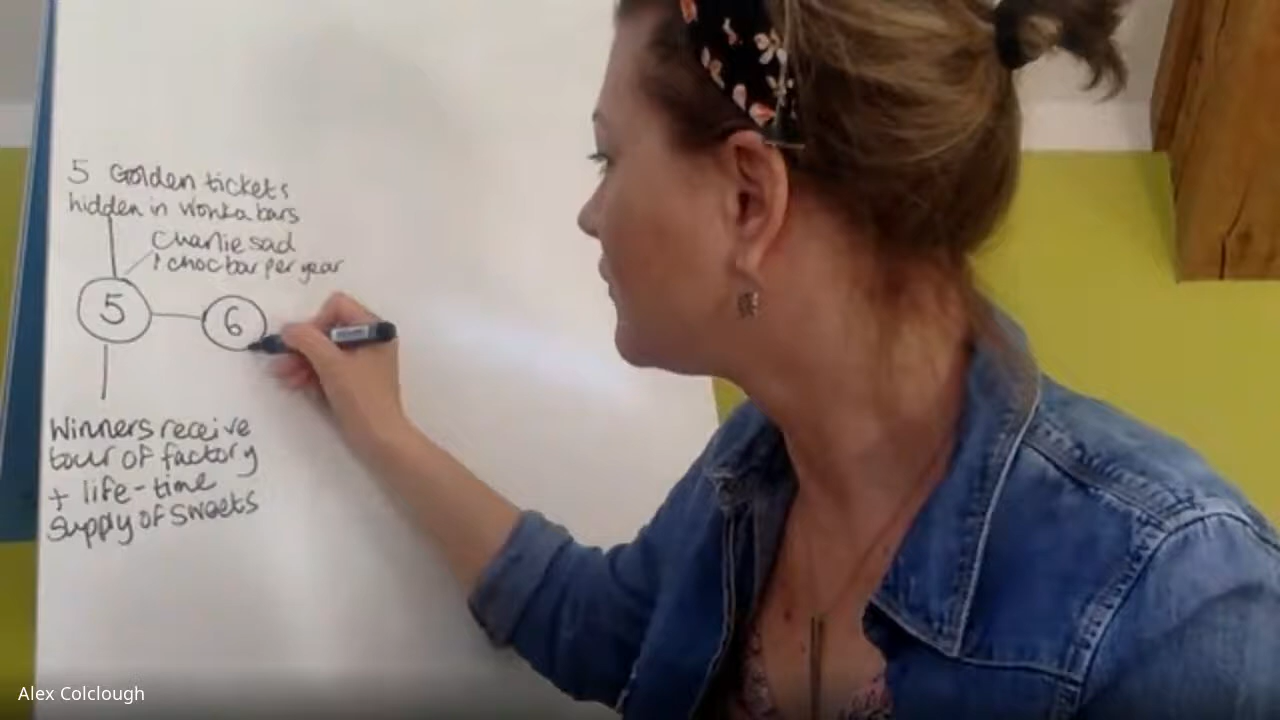 5 Golden tickets
hidden in Wonka bars
Charlie sad
1 choc bar per year
5
6
Winners receive
tour of factory
+ life-time
supply of sweets
Alex Colclough